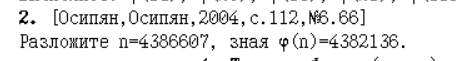 2. [Осипян,Осипян,2004,с.112,№6.66]
Разложите n=4386607, зная φ(n)=4382136.